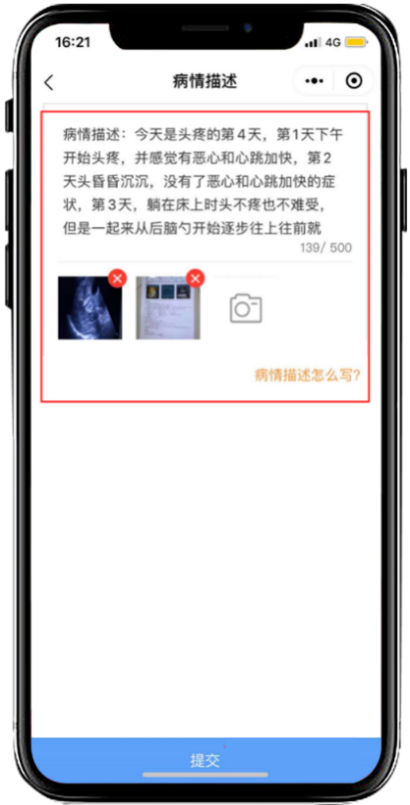 16:21
4G
病情描述
病情描述：今天是头疼的第4天，第1天下午
开始头疼，并感觉有恶心和心跳加快，第2
天头昏昏沉沉，没有了恶心和心跳加快的症
状，第3天，躺在床上时头不疼也不难受，
但是一起来从后脑勺开始逐步往上往前就
139/ 500
病情描述怎么写?
提交